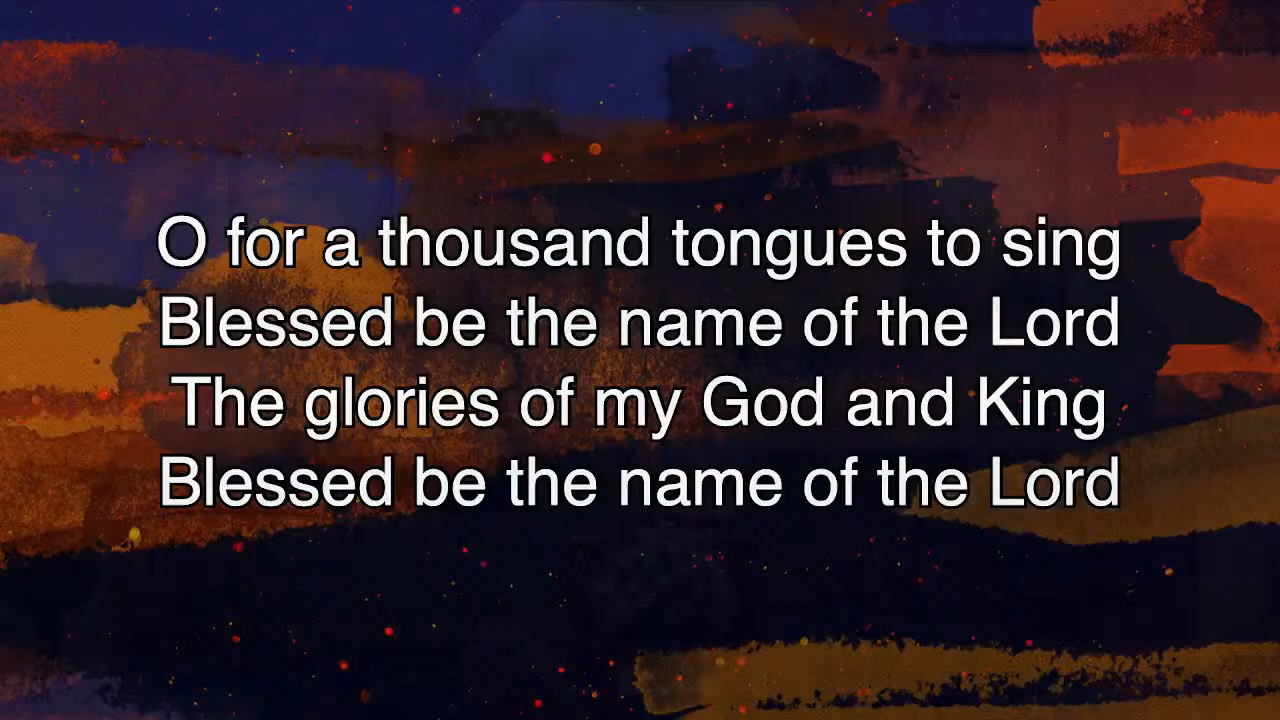 O for a thousand tongues to sing
Blessed be the name of the Lord
The glories of my God and King
Blessed be the name of the Lord